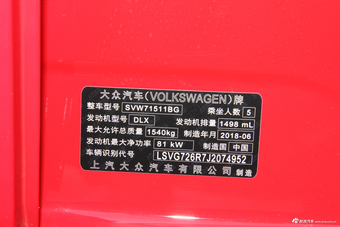 大众汽车(VOLKSWAGEN)牌
整车型号 SVW71511BG 乘坐人数 5
发动机型号 DLX 发动机排量 1498 mL
最大允许总质量 1540kg 制造年月 2018-06
发动机最大净功率 81 kW 制造国 中国
车辆识别代号 LSVG726R7J2074952
上汽大众汽车有限公司 制造